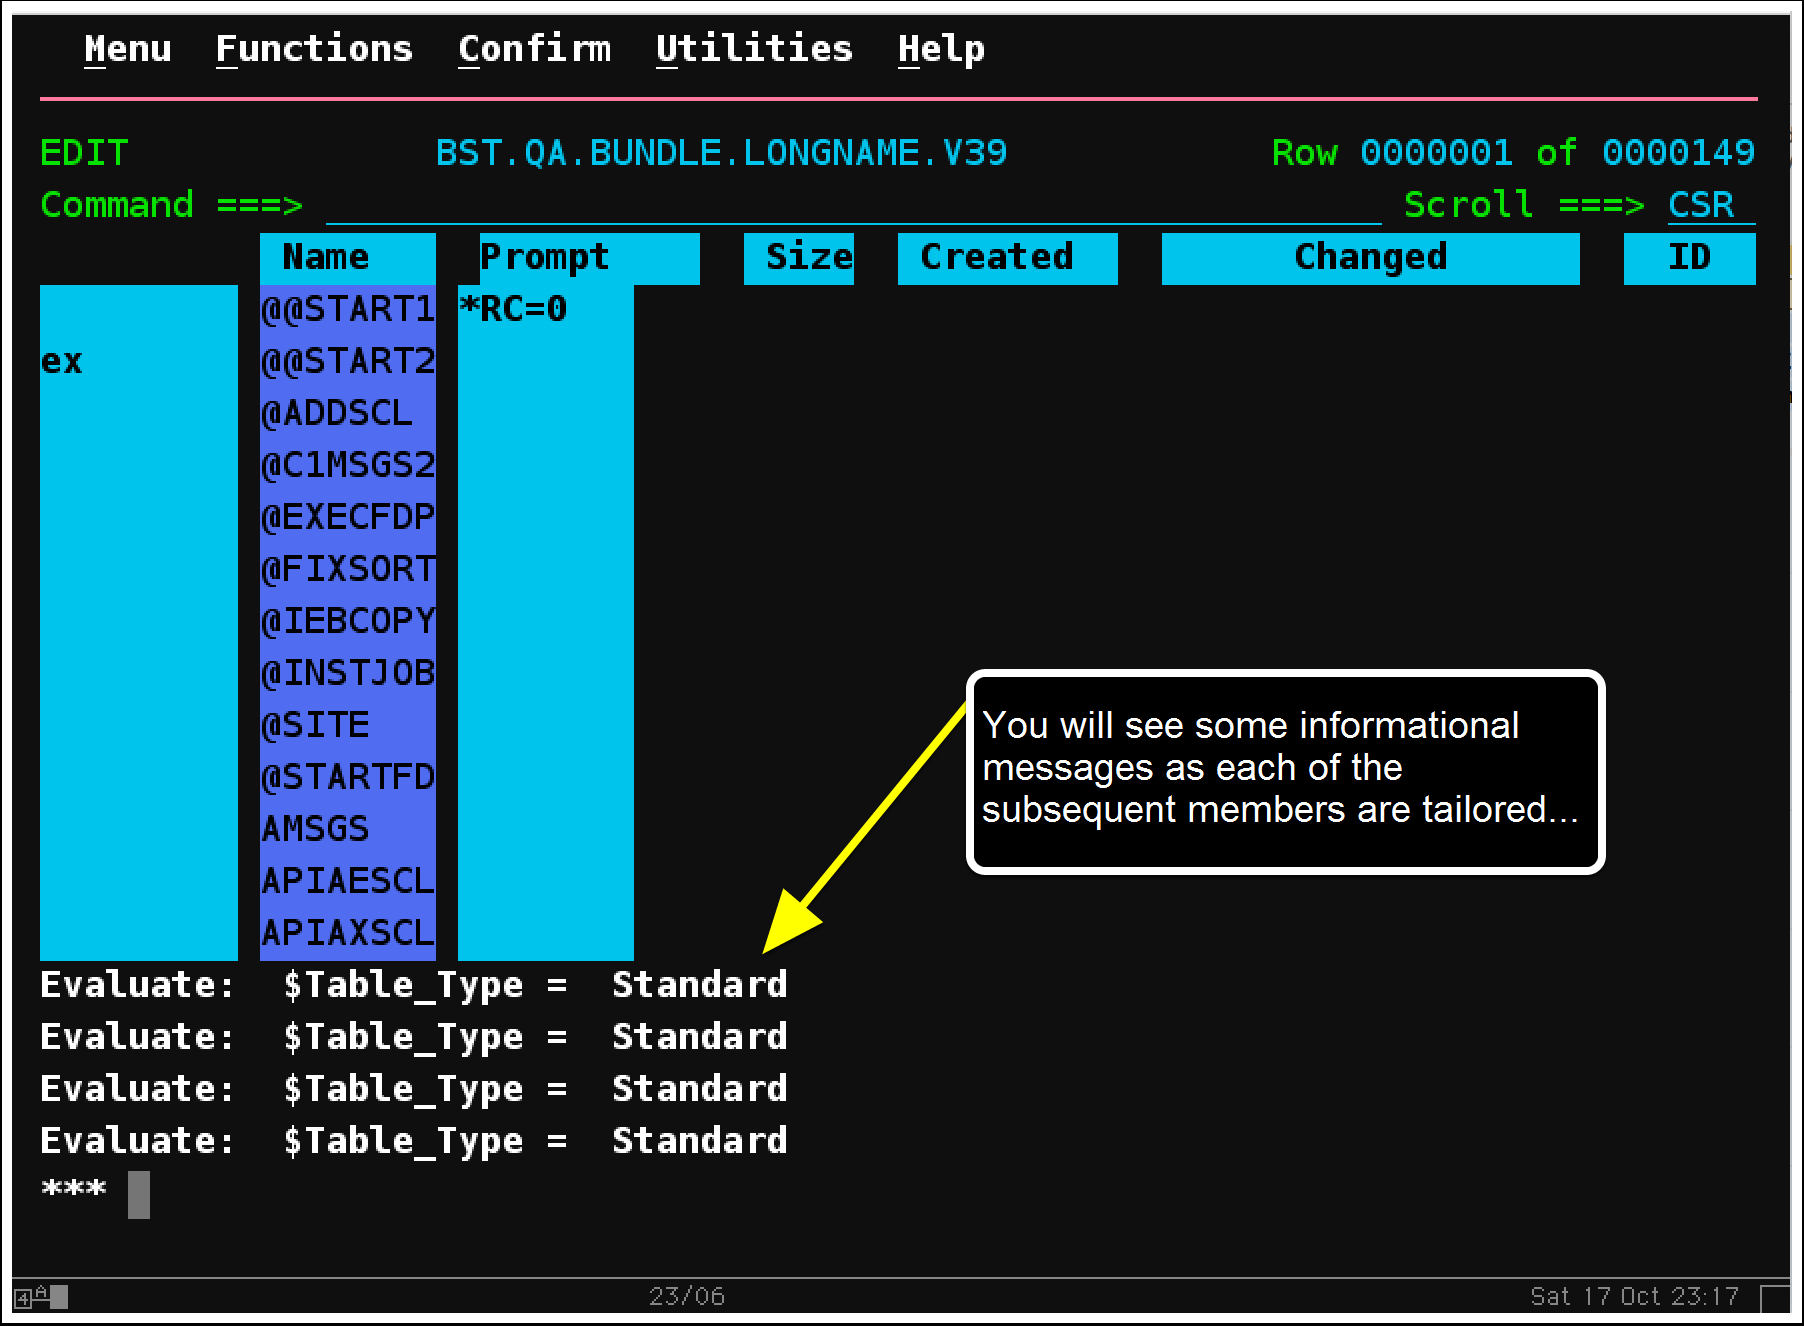 Menu Functions Confirm Utilities Help
EDIT BST.QA.BUNDLE.LONGNAME.V39 Row 0000001 of 0000149
Command ===> Scroll ===> CSR
Name Prompt Size Created Changed ID
@@START1 *RC=0
ex @@START2
@ADDSCL
@C1MSGS2
@EXECFDP
@FIXSORT
@IEBCOPY
@INSTJOB
@SITE
@STARTFD
AMSGS
APIAESCL
APIAXSCL
You will see some informational
messages as each of the
subsequent members are tailored...
Evaluate: $Table_Type = Standard
Evaluate: $Table_Type = Standard
Evaluate: $Table_Type = Standard
Evaluate: $Table_Type = Standard
***
4 A 23/06 Sat 17 Oct 23:17